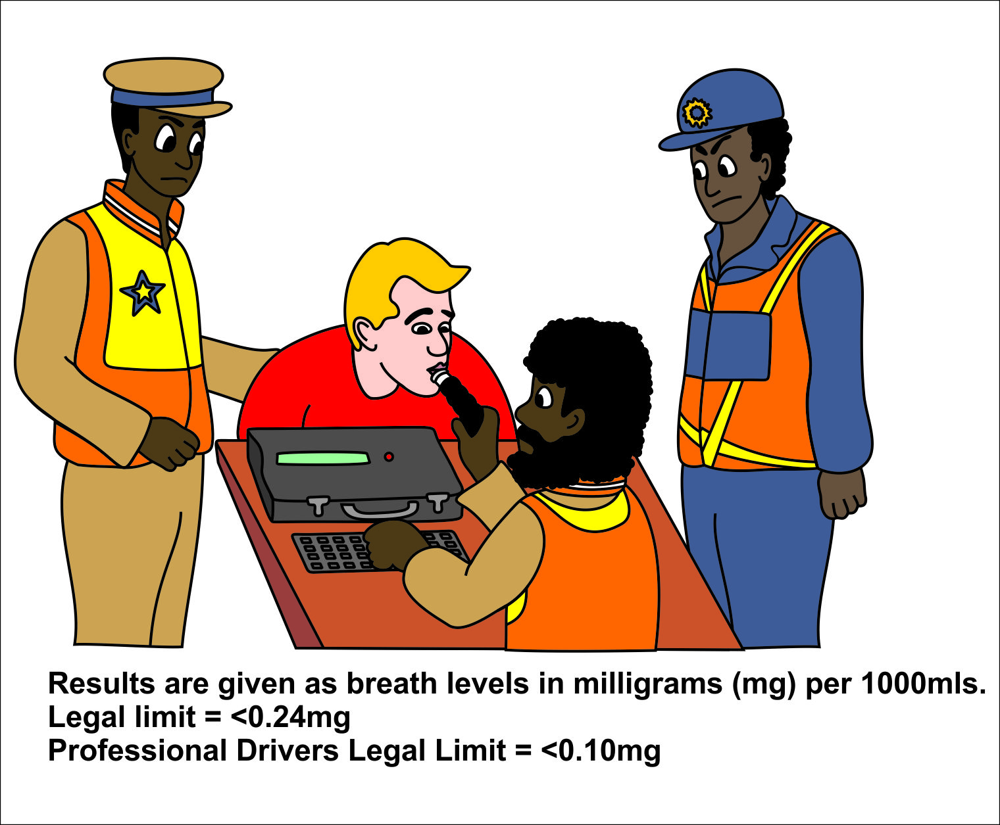 Results are given as breath levels in milligrams (mg) per 1000mls.
Legal limit = <0.24mg
Professional Drivers Legal Limit = <0.10mg